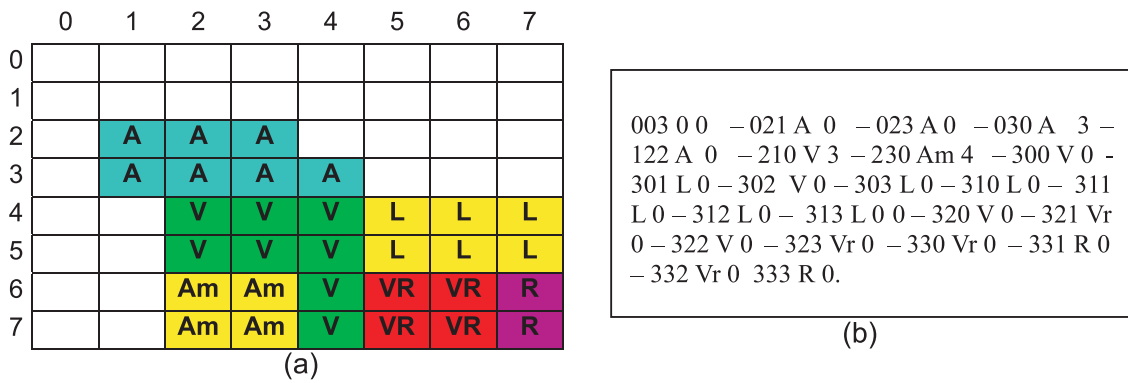 0 1 2 3 4 5 6 7
0
1
2 A A A
3 A A A A
4 V V V L L L
5 V V V L L L
6 Am Am V VR VR R
7 Am Am V VR VR R
(a)
003 0 0 – 021 A 0 – 023 A 0 – 030 A 3 –
122 A 0 – 210 V 3 – 230 Am 4 – 300 V 0 -
301 L 0 – 302 V 0 – 303 L 0 – 310 L 0 – 311
L 0 – 312 L 0 – 313 L 0 0 – 320 V 0 – 321 Vr
0 – 322 V 0 – 323 Vr 0 – 330 Vr 0 – 331 R 0
– 332 Vr 0 333 R 0.
(b)